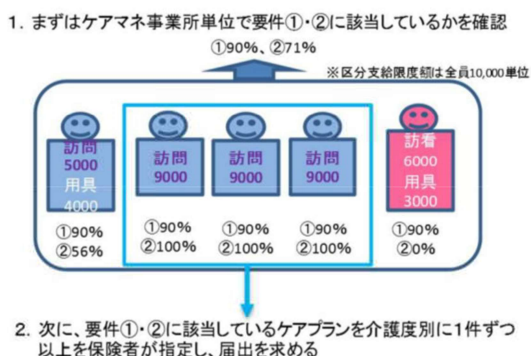 1. まずはケアマネ事業所単位で要件①・②に該当しているかを確認
①90%、②71%
※区分支給限度額は全員10,000単位
訪問
5000
用具
4000
①90%
②56%
訪問
9000
①90%
②100%
訪問
9000
①90%
②100%
訪問
9000
①90%
②100%
訪看
6000
用具
3000
①90%
②0%
2. 次に、要件①・②に該当しているケアプランを介護度別に1件ずつ
以上を保険者が指定し、届出を求める